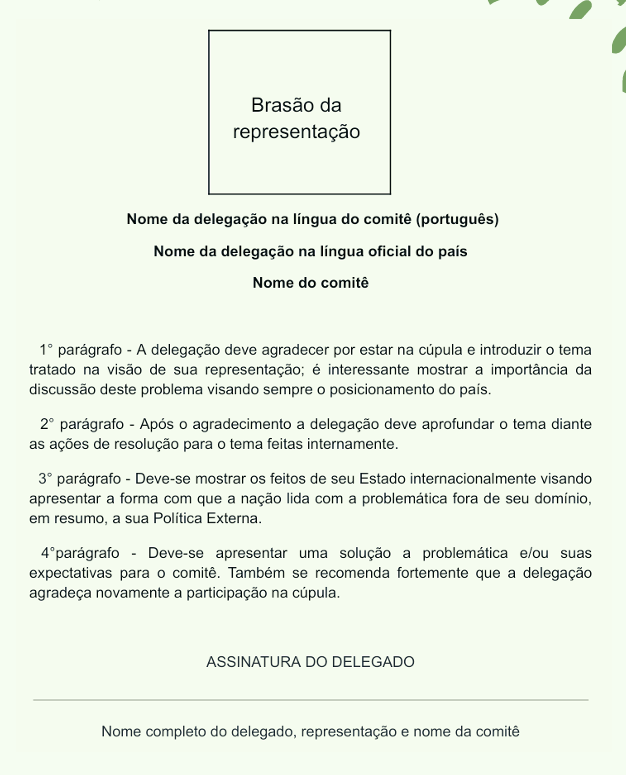 Brasão da
representação
Nome da delegação na língua do comitê (português)
Nome da delegação na língua oficial do país
Nome do comitê
1° parágrafo - A delegação deve agradecer por estar na cúpula e introduzir o tema
tratado na visão de sua representação; é interessante mostrar a importância da
discussão deste problema visando sempre o posicionamento do país.
2° parágrafo - Após o agradecimento a delegação deve aprofundar o tema diante
as ações de resolução para o tema feitas internamente.
3° parágrafo - Deve-se mostrar os feitos de seu Estado internacionalmente visando
apresentar a forma com que a nação lida com a problemática fora de seu domínio,
em resumo, a sua Política Externa.
4°parágrafo - Deve-se apresentar uma solução a problemática e/ou suas
expectativas para o comitê. Também se recomenda fortemente que a delegação
agradeça novamente a participação na cúpula.
ASSINATURA DO DELEGADO
Nome completo do delegado, representação e nome da comitê